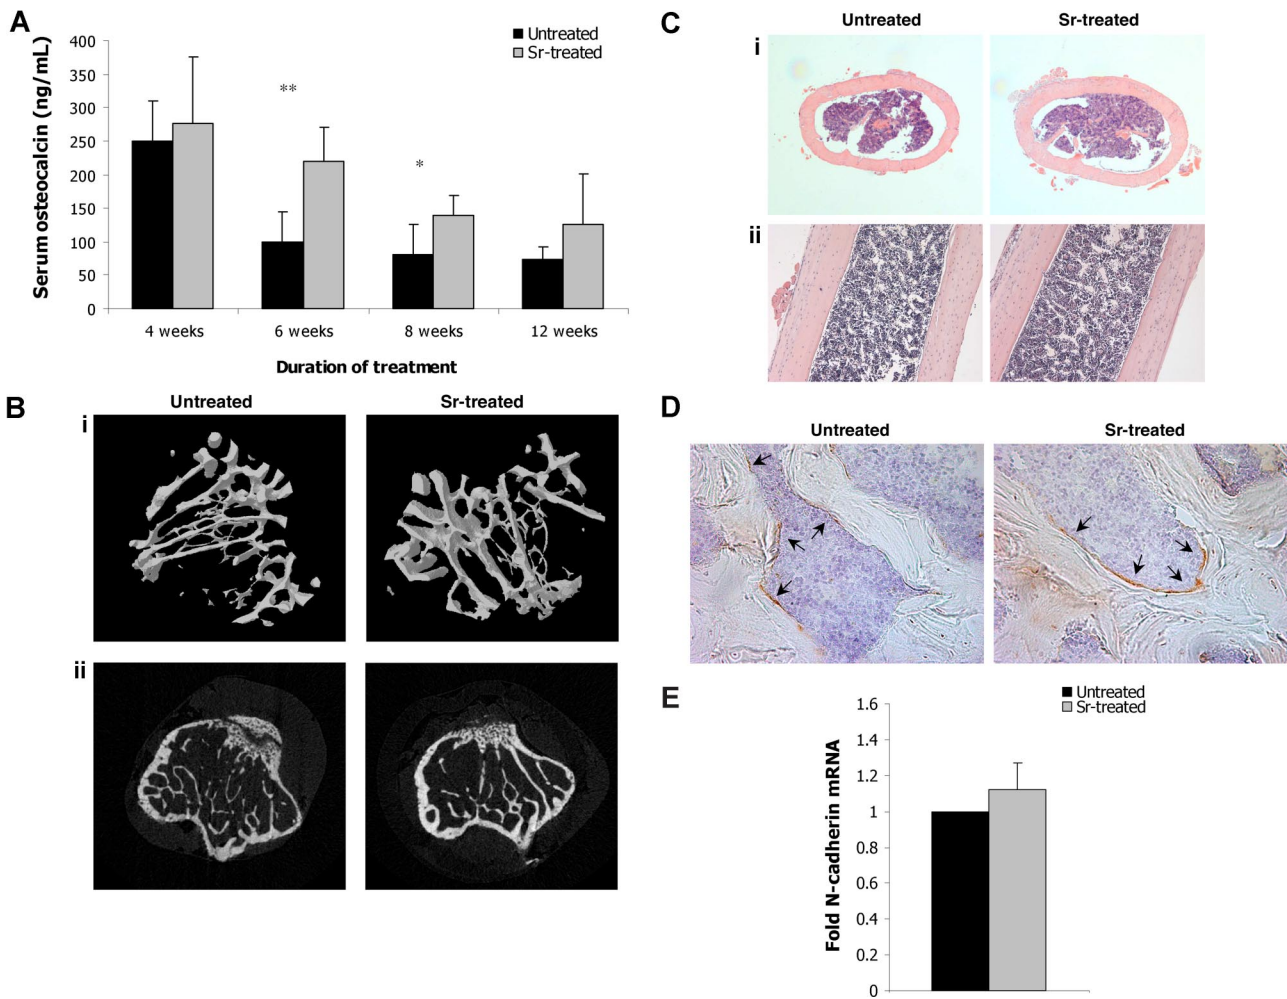 A
Untreated
Sr-treated
400
350
300
250
200
150
100
50
0
Serum osteocalcin (ng/mL)
**
*
4 weeks
6 weeks
8 weeks
12 weeks
Duration of treatment
B
Untreated
Sr-treated
i
ii
C
Untreated
Sr-treated
i
ii
D
Untreated
Sr-treated
E
Untreated
Sr-treated
1.6
1.4
1.2
1
0.8
0.6
0.4
0.2
0
Fold N-cadherin mRNA